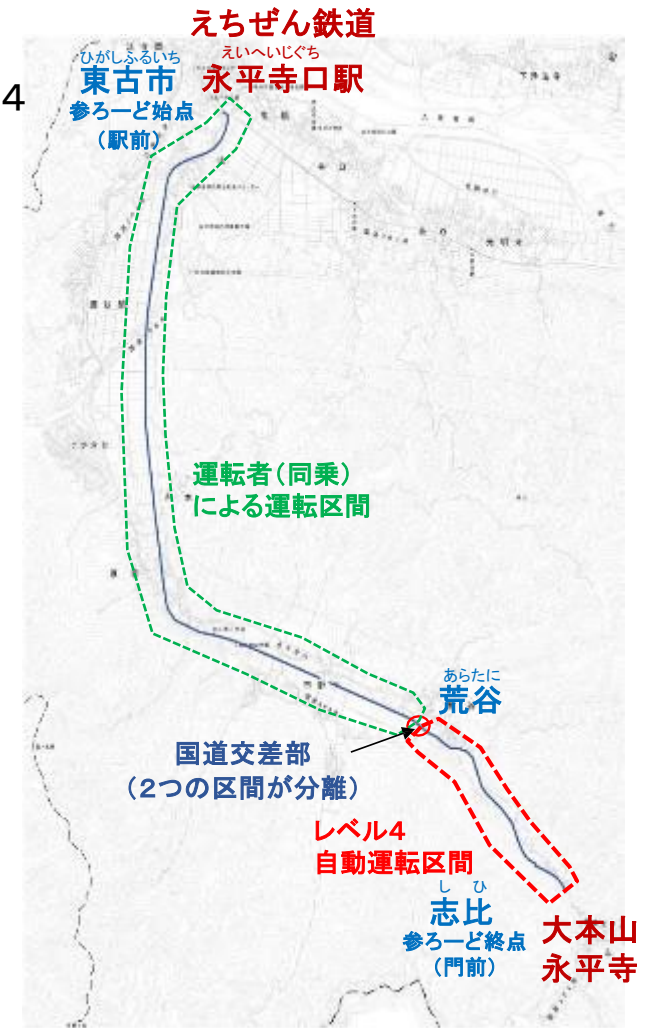 えちぜん鉄道
えいへいじぐち
永平寺口駅
ひがしふるいち
東古市
参ろーど始点
（駅前）
4
運転者（同乗）
による運転区間
あらたに
荒谷
国道交差部
（２つの区間が分離）
レベル４
自動運転区間
しひ
志比
参ろーど終点
（門前）
大本山
永平寺